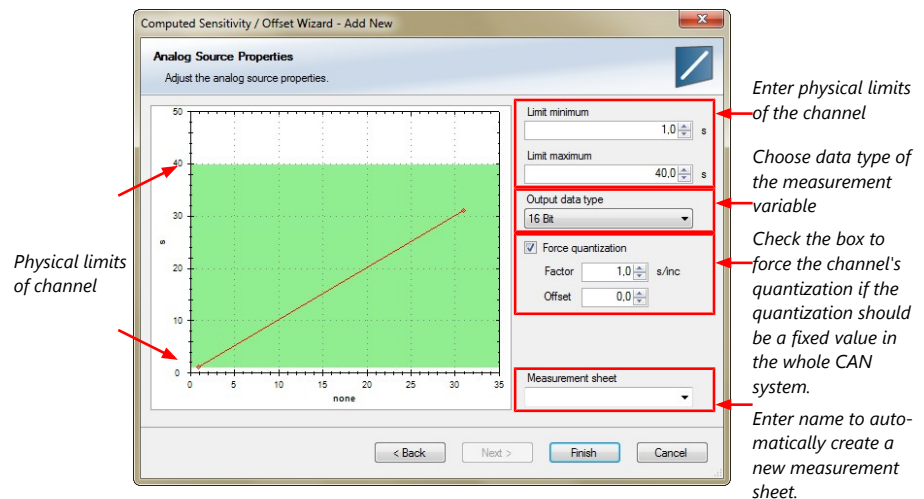 Computed Sensitivity / Offset Wizard - Add New
Analog Source Properties
Adjust the analog source properties.
50
40
30
20
10
0
s
0 5 10 15 20 25 30 35
none
Limit minimum
1,0 s
Limit maximum
40,0 s
Output data type
16 Bit
Force quantization
Factor 1,0 s/inc
Offset 0,0
Measurement sheet
< Back Next > Finish Cancel
Physical limits
of channel
Enter physical limits
of the channel
Choose data type of
the measurement
variable
Check the box to
force the channel's
quantization if the
quantization should
be a fixed value in
the whole CAN
system.
Enter name to auto-
matically create a
new measurement
sheet.